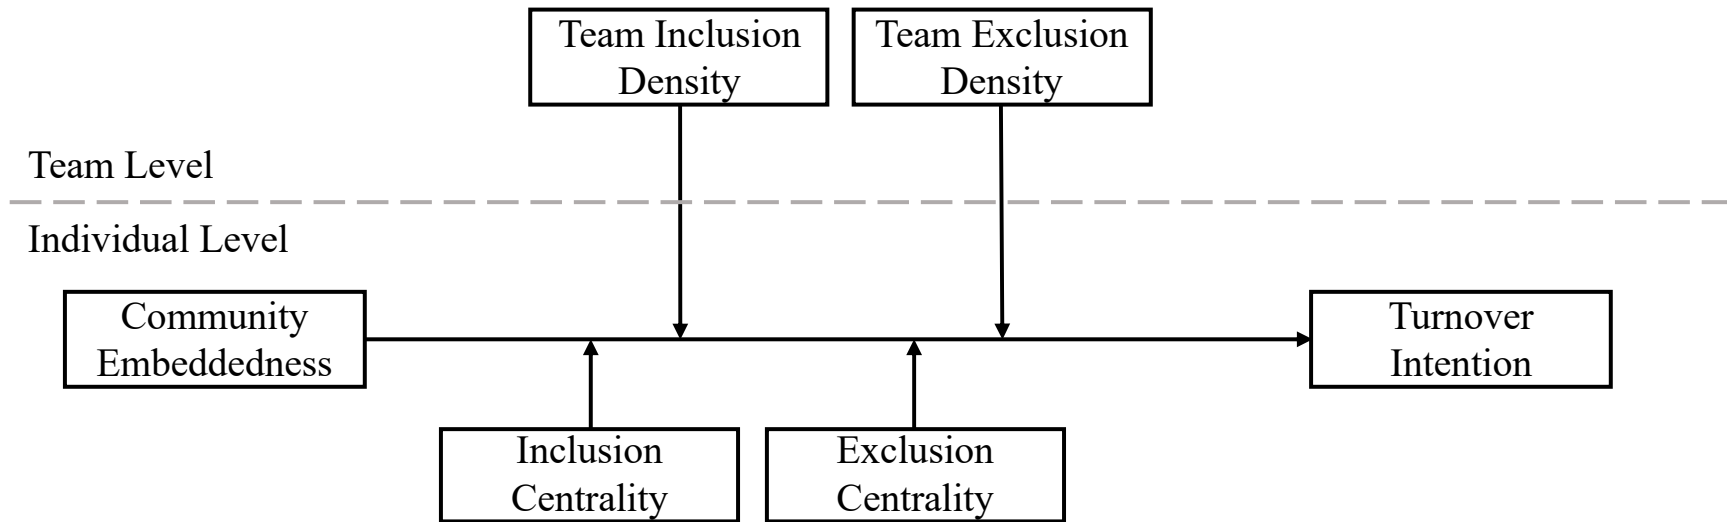 Team Inclusion
Density
Team Exclusion
Density
Team Level
Individual Level
Community
Embeddedness
Turnover
Intention
Inclusion
Centrality
Exclusion
Centrality